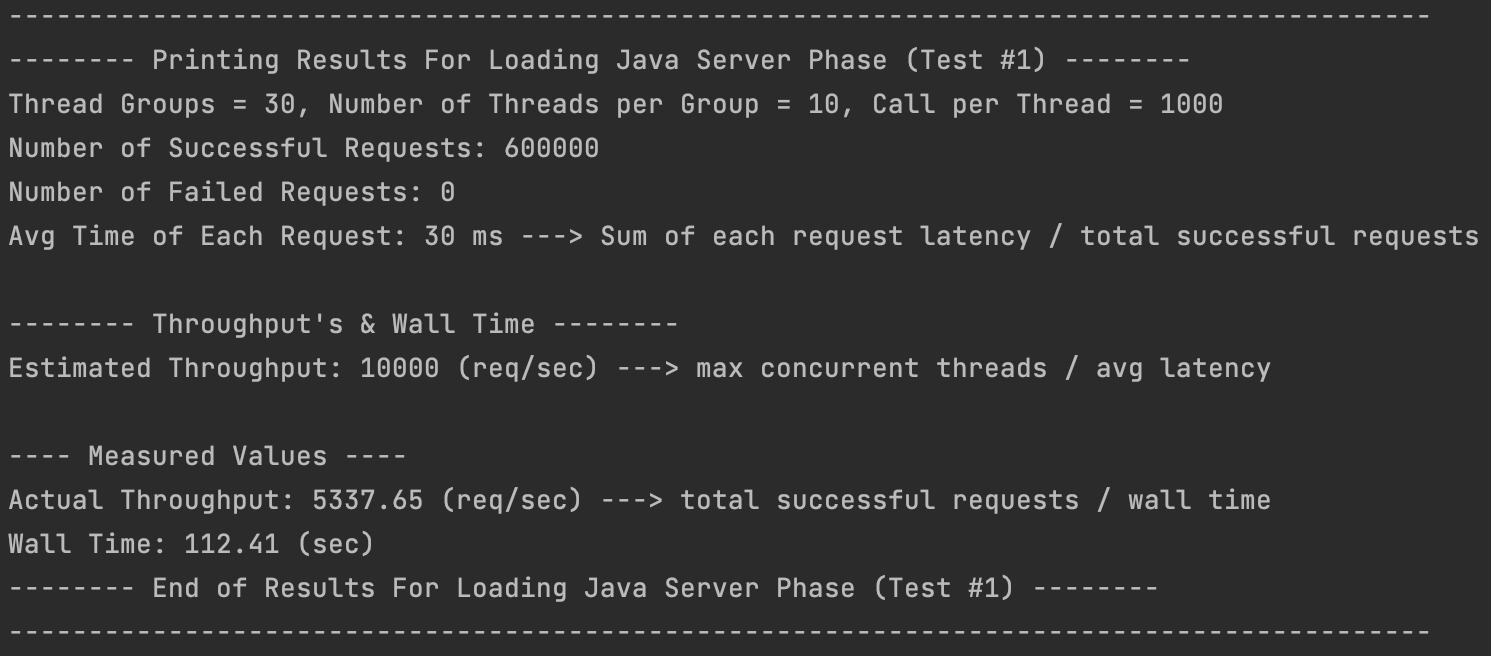 -----------------------------------------------------------------------------------------
-------- Printing Results For Loading Java Server Phase (Test #1) --------
Thread Groups = 30, Number of Threads per Group = 10, Call per Thread = 1000
Number of Successful Requests: 600000
Number of Failed Requests: 0
Avg Time of Each Request: 30 ms ---> Sum of each request latency / total successful requests
-------- Throughput's & Wall Time --------
Estimated Throughput: 10000 (req/sec) ---> max concurrent threads / avg latency
---- Measured Values ----
Actual Throughput: 5337.65 (req/sec) ---> total successful requests / wall time
Wall Time: 112.41 (sec)
-------- End of Results For Loading Java Server Phase (Test #1) --------
-----------------------------------------------------------------------------------------